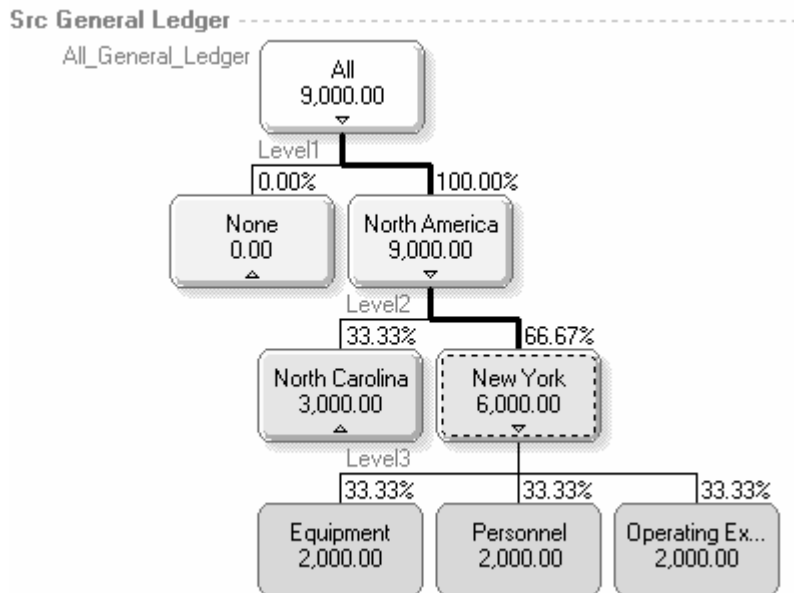 Src General Ledger
All_General_Ledger
All
9,000.00
Level1
0.00%
100.00%
None
0.00
North America
9,000.00
Level2
33.33%
66.67%
North Carolina
3,000.00
New York
6,000.00
Level3
33.33%
33.33%
33.33%
Equipment
2,000.00
Personnel
2,000.00
Operating Ex...
2,000.00